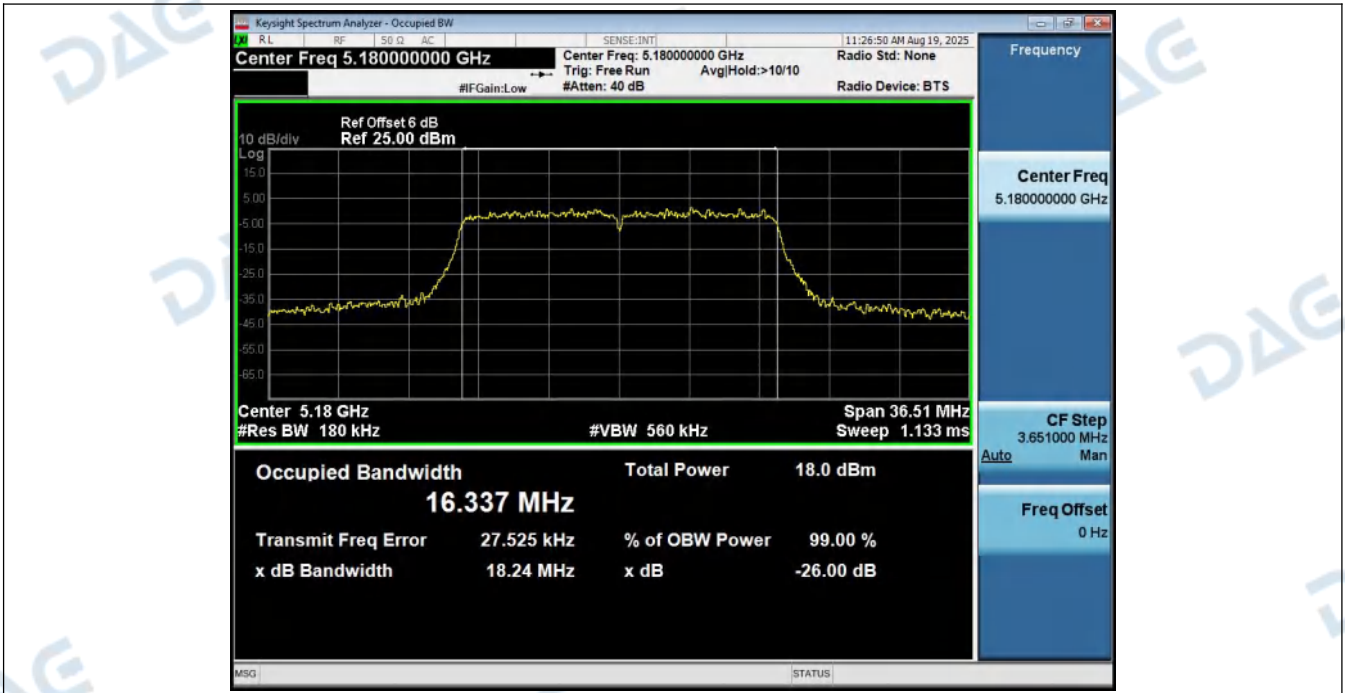 Keysight Spectrum Analyzer - Occupied BW
LXI RL RF 50 Ω AC SENSE:INT 11:26:50 AM Aug 19, 2025
Center Freq 5.180000000 GHz
Center Freq: 5.180000000 GHz Radio Std: None
Trig: Free Run Avg|Hold:>10/10
#IFGain:Low #Atten: 40 dB Radio Device: BTS
Ref Offset 6 dB
10 dB/div Ref 25.00 dBm
Log
15.0
5.00
-5.00
-15.0
-25.0
-35.0
-45.0
-55.0
-65.0
Center 5.18 GHz Span 36.51 MHz
#Res BW 180 kHz #VBW 560 kHz Sweep 1.133 ms
Occupied Bandwidth Total Power 18.0 dBm
16.337 MHz
Transmit Freq Error 27.525 kHz % of OBW Power 99.00 %
x dB Bandwidth 18.24 MHz x dB -26.00 dB
MSG STATUS
Frequency
Center Freq
5.180000000 GHz
CF Step
3.651000 MHz
Auto Man
Freq Offset
0 Hz
DAG
DAG